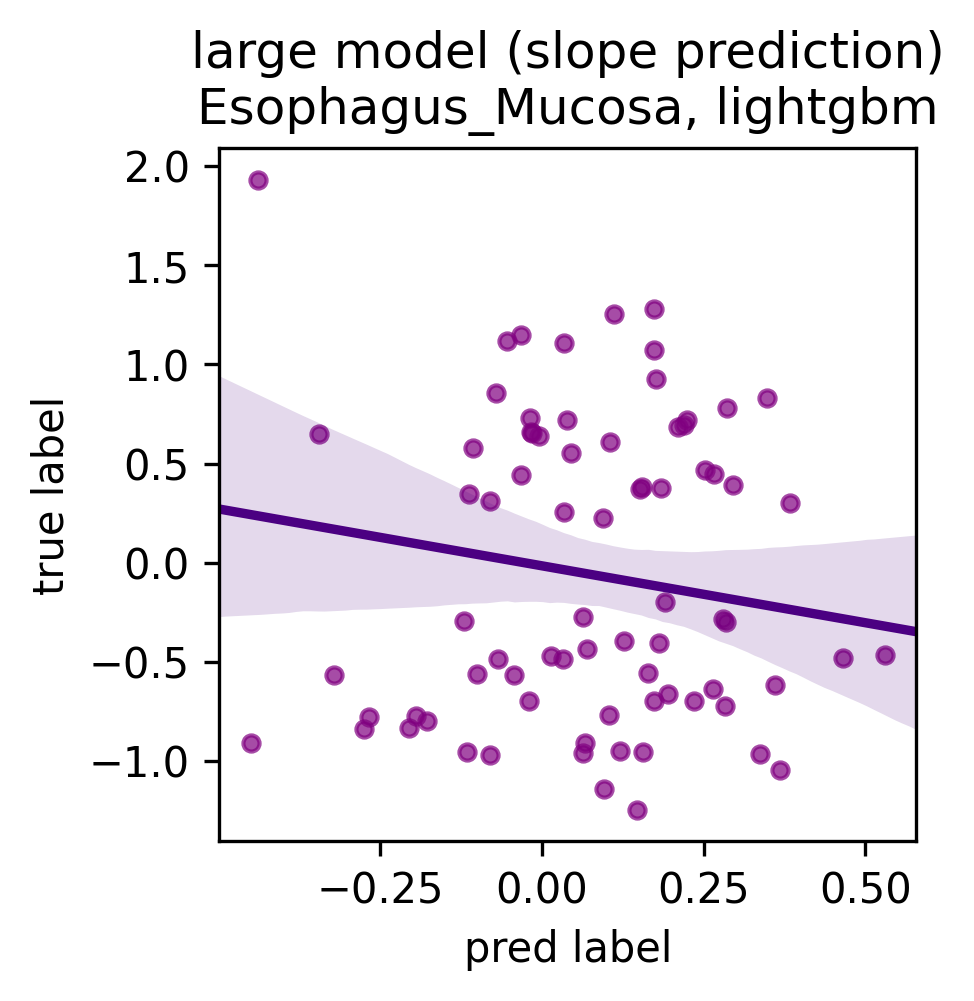 large model (slope prediction)
Esophagus_Mucosa, lightgbm
2.0
1.5
1.0
0.5
0.0
−0.5
−1.0
true label
−0.25 0.00 0.25 0.50
pred label